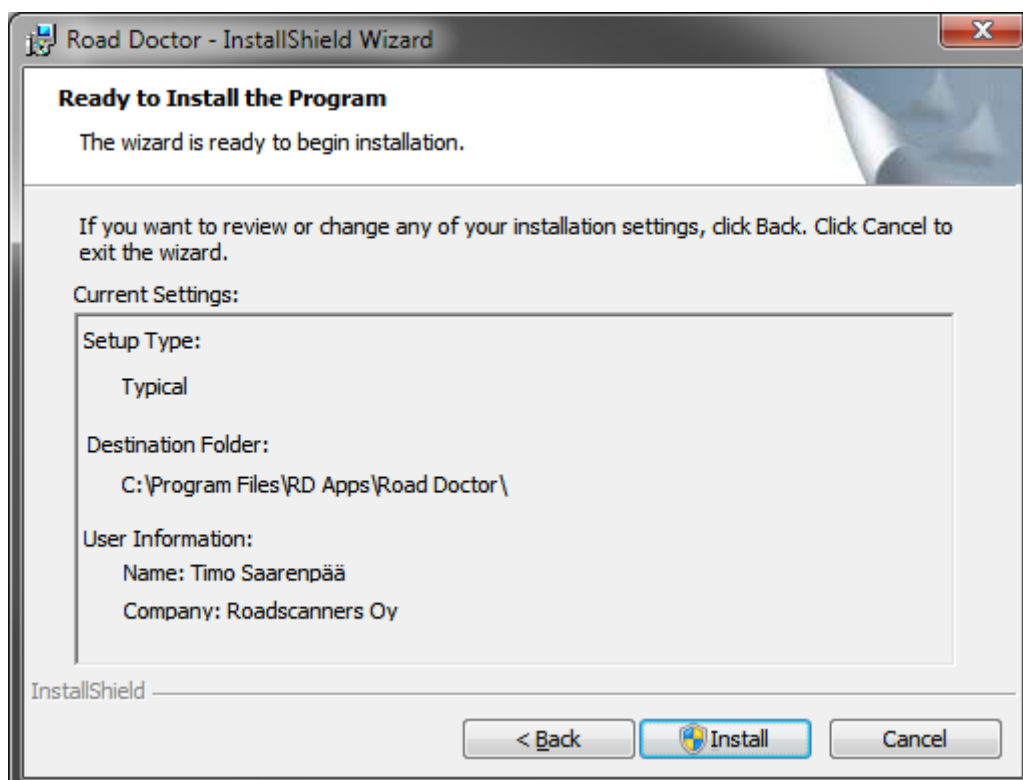 Road Doctor - InstallShield Wizard
Ready to Install the Program
The wizard is ready to begin installation.
If you want to review or change any of your installation settings, click Back. Click Cancel to
exit the wizard.
Current Settings:
Setup Type:
Typical
Destination Folder:
C:\Program Files\RD Apps\Road Doctor\
User Information:
Name: Timo Saarenpää
Company: Roadscanners Oy
InstallShield
< Back
Install
Cancel